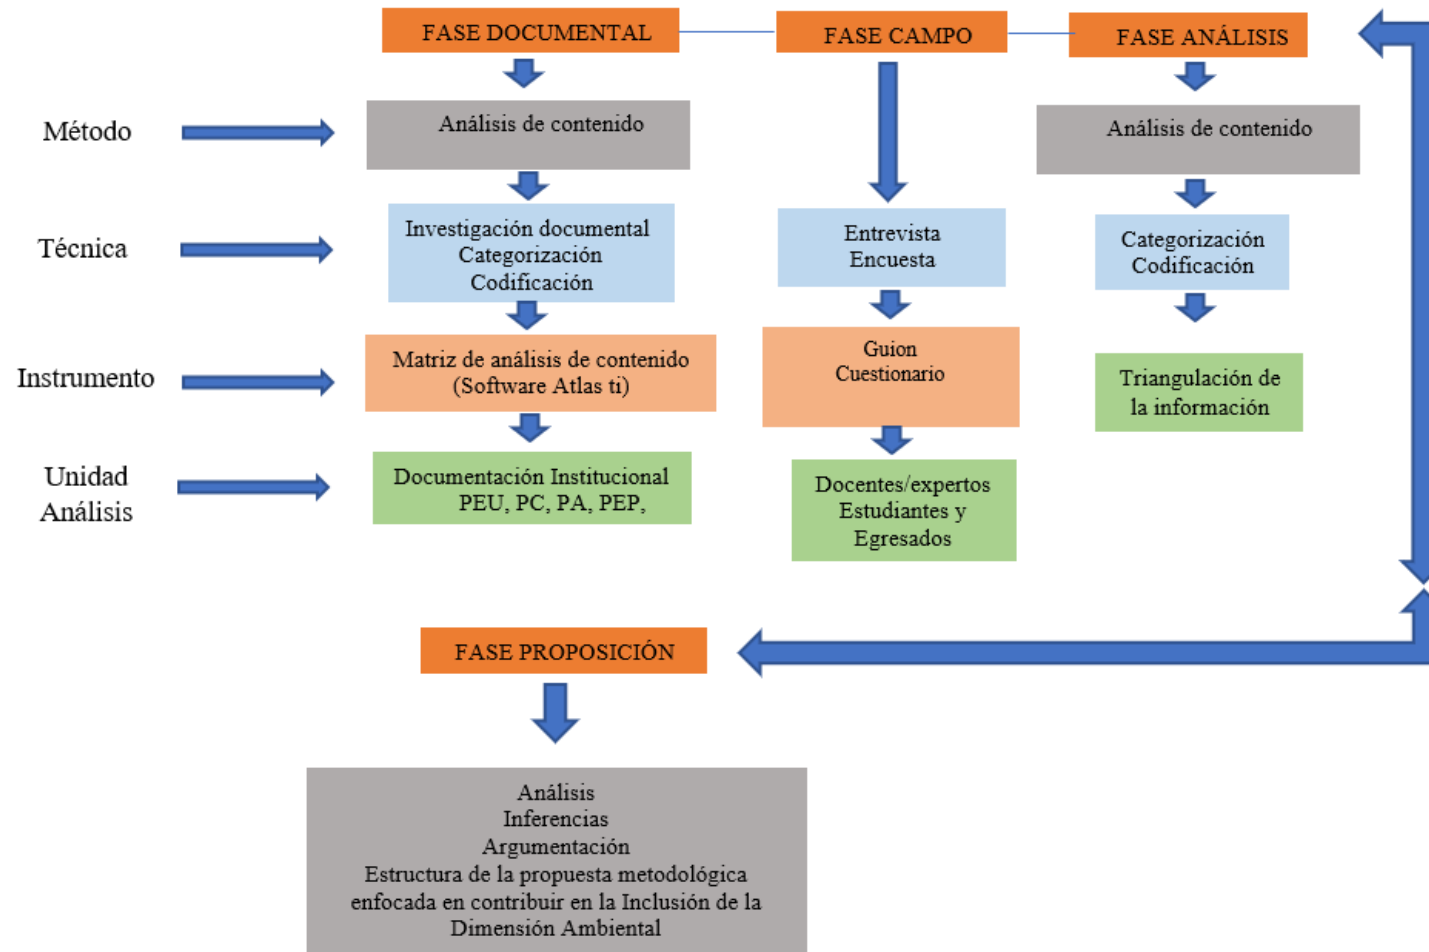 FASE DOCUMENTAL
FASE CAMPO
FASE ANÁLISIS
Método
Análisis de contenido
Análisis de contenido
Técnica
Investigación documental
Categorización
Codificación
Entrevista
Encuesta
Categorización
Codificación
Instrumento
Matriz de análisis de contenido
(Software Atlas ti)
Guion
Cuestionario
Triangulación de
la información
Unidad
Análisis
Documentación Institucional
PEU, PC, PA, PEP,
Docentes/expertos
Estudiantes y
Egresados
FASE PROPOSICIÓN
Análisis
Inferencias
Argumentación
Estructura de la propuesta metodológica
enfocada en contribuir en la Inclusión de la
Dimensión Ambiental